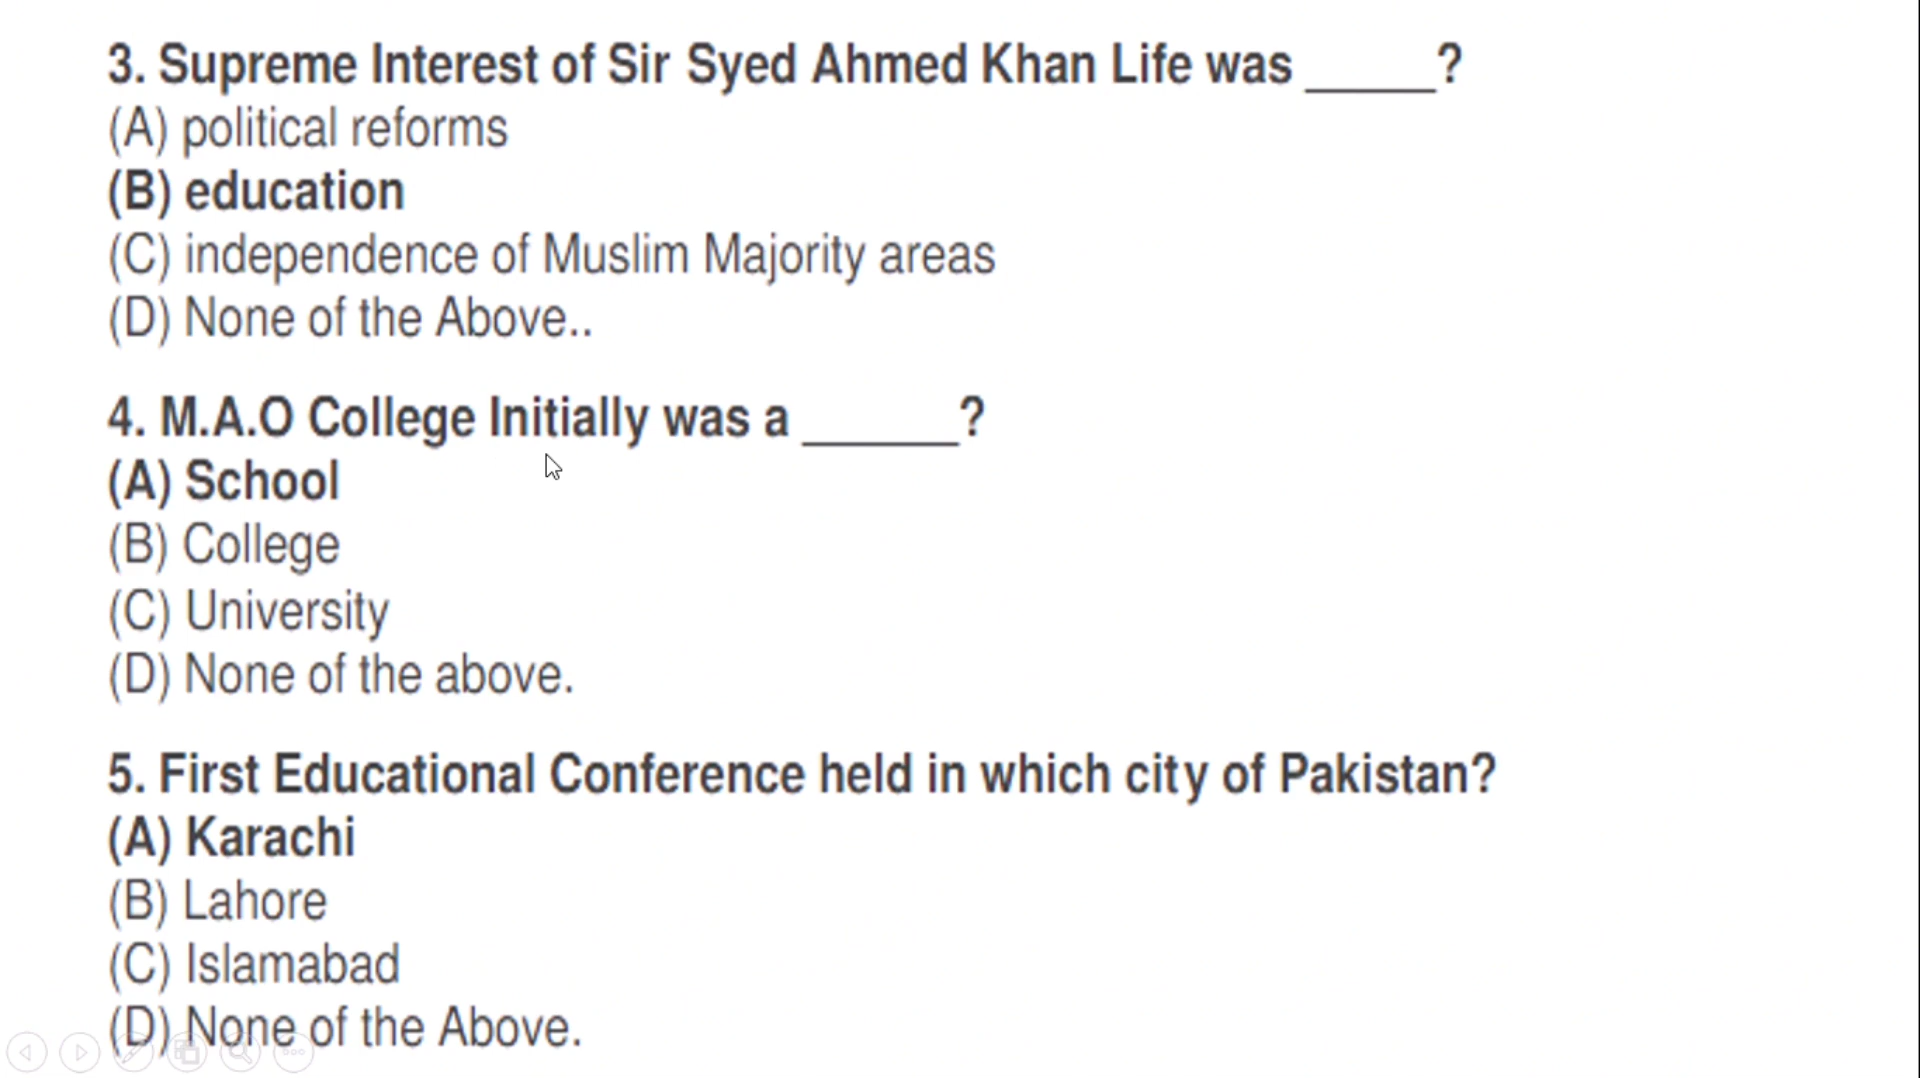 3. Supreme Interest of Sir Syed Ahmed Khan Life was _____?
(A) political reforms
(B) education
(C) independence of Muslim Majority areas
(D) None of the Above..
4. M.A.O College Initially was a ______?
(A) School
(B) College
(C) University
(D) None of the above.
5. First Educational Conference held in which city of Pakistan?
(A) Karachi
(B) Lahore
(C) Islamabad
(D) None of the Above.